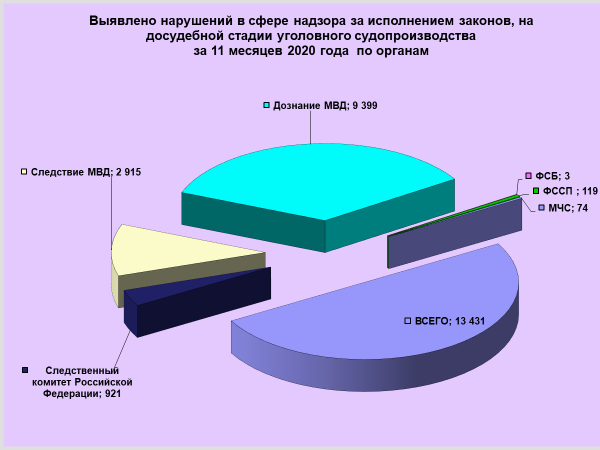 Выявлено нарушений в сфере надзора за исполнением законов, на
досудебной стадии уголовного судопроизводства
за 11 месяцев 2020 года по органам
Дознание МВД; 9 399
Следствие МВД; 2 915
ФСБ; 3
ФССП ; 119
МЧС; 74
ВСЕГО; 13 431
Следственный
комитет Российской
Федерации; 921